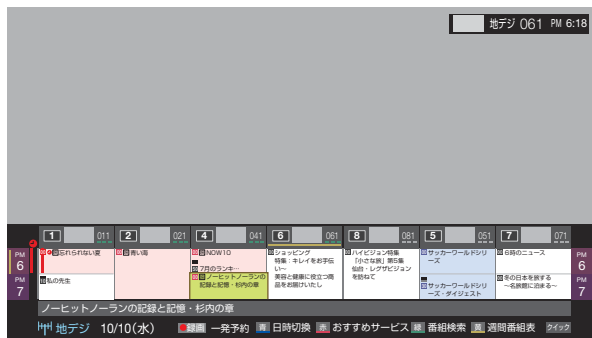 地デジ 061 PM 6:18
1 011 2 021 4 041 6 061 8 081 5 051 7 071
PM 6
PM 7
忘れられない夏
私の先生
青い海
NOW10
7月のラン牛…
ノーヒットノーランの
記録と記憶・杉内の章
ショッピング
特集：キレイをお手伝
い～
美容と健康に役立つ商
品をお届けいたし
ハイビジョン特集
「小さな旅」第5集
仙台・レグザビジョン
を訪ねて
サッカーワールドシリ
ーズ
サッカーワールドシリ
ーズ・ダイジェスト
6時のニュース
冬の日本を旅する
～名旅館に泊まる～
PM 6
PM 7
ノーヒットノーランの記録と記憶・杉内の章
地デジ 10/10(水) 録画 一発予約 青 日時切換 赤 おすすめサービス 緑 番組検索 黄 週間番組表 クイック